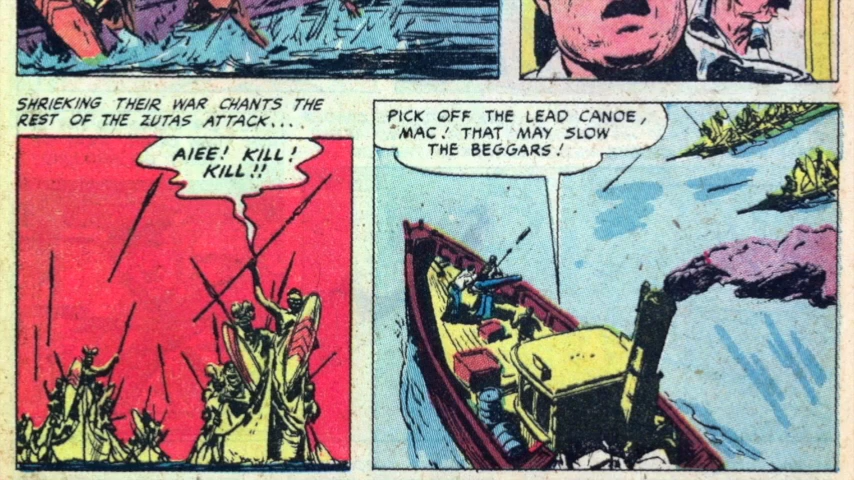 SHRIEKING THEIR WAR CHANTS THE
REST OF THE ZUTAS ATTACK...
AIEE! KILL!
KILL!!
PICK OFF THE LEAD CANOE,
MAC! THAT MAY SLOW
THE BEGGARS!